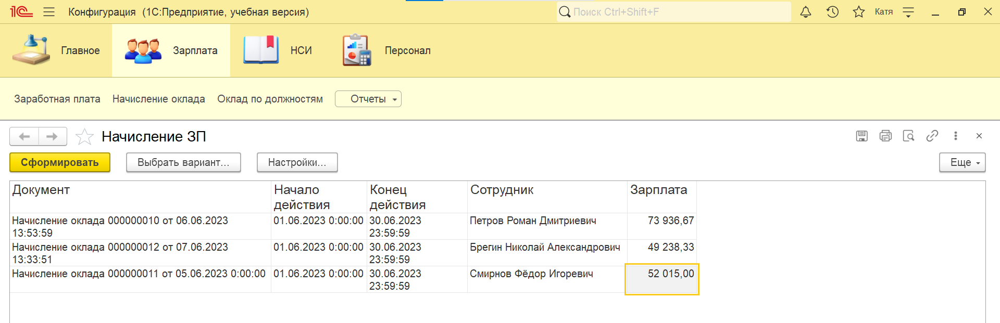 1С Конфигурация (1С:Предприятие, учебная версия) Поиск Ctrl+Shift+F Катя
Главное Зарплата НСИ Персонал
Заработная плата Начисление оклада Оклад по должностям Отчеты
Начисление ЗП
Сформировать Выбрать вариант... Настройки... Еще
Документ Начало действия Конец действия Сотрудник Зарплата
Начисление оклада 000000010 от 06.06.2023 13:53:59 01.06.2023 0:00:00 30.06.2023 23:59:59 Петров Роман Дмитриевич 73 936,67
Начисление оклада 000000012 от 07.06.2023 13:33:51 01.06.2023 0:00:00 30.06.2023 23:59:59 Брегин Николай Александрович 49 238,33
Начисление оклада 000000011 от 05.06.2023 0:00:00 01.06.2023 0:00:00 30.06.2023 23:59:59 Смирнов Фёдор Игоревич 52 015,00